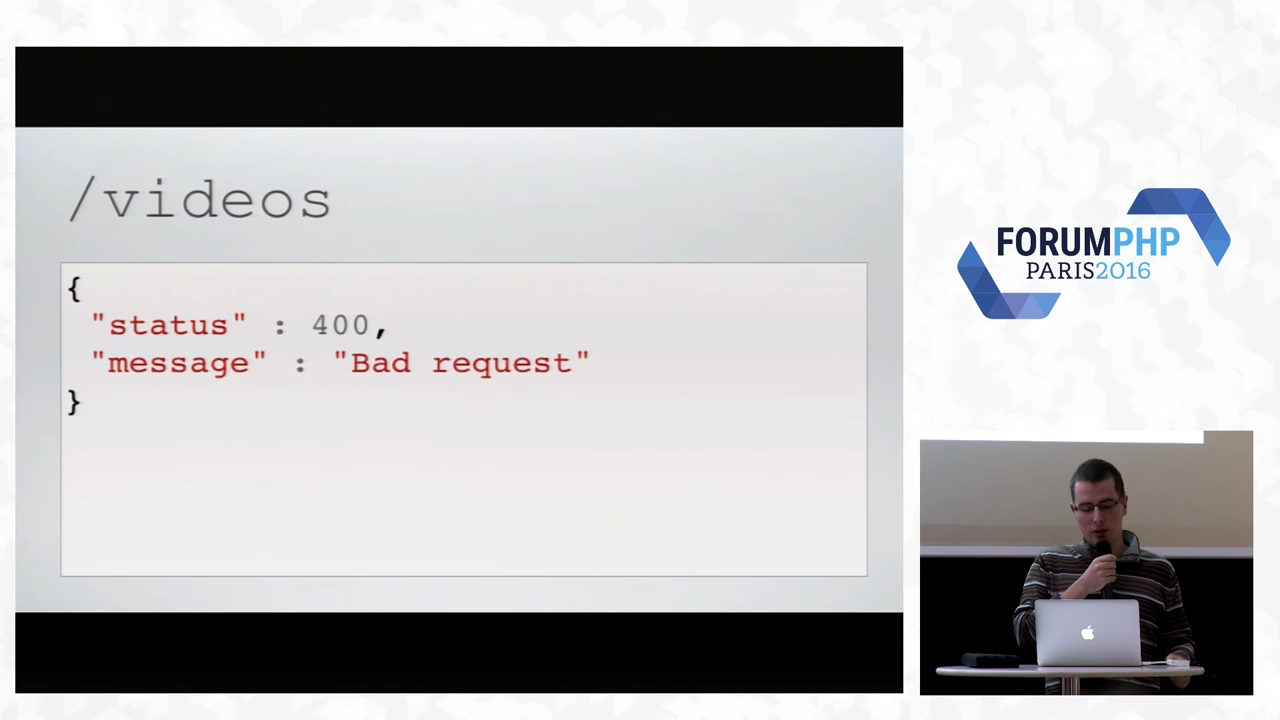 /videos
{
"status" : 400,
"message" : "Bad request"
}
FORUMPHP
PARIS2016